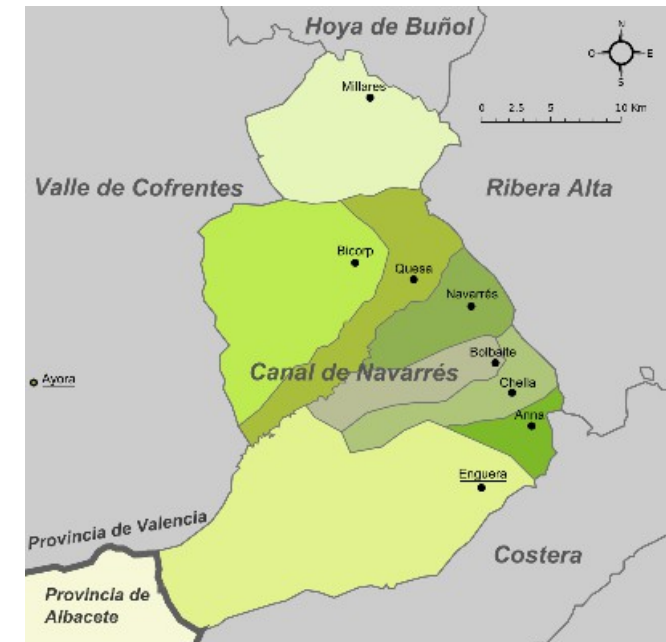 Hoya de Buñol
N
O
E
S
Millares
0 2.5 5 10 Km
Valle de Cofrentes
Ribera Alta
Bicorp
Quesa
Navarrés
Bolbaite
Canal de Navarrés
Ayora
Chella
Anna
Enguera
Provincia de Valencia
Costera
Provincia de
Albacete